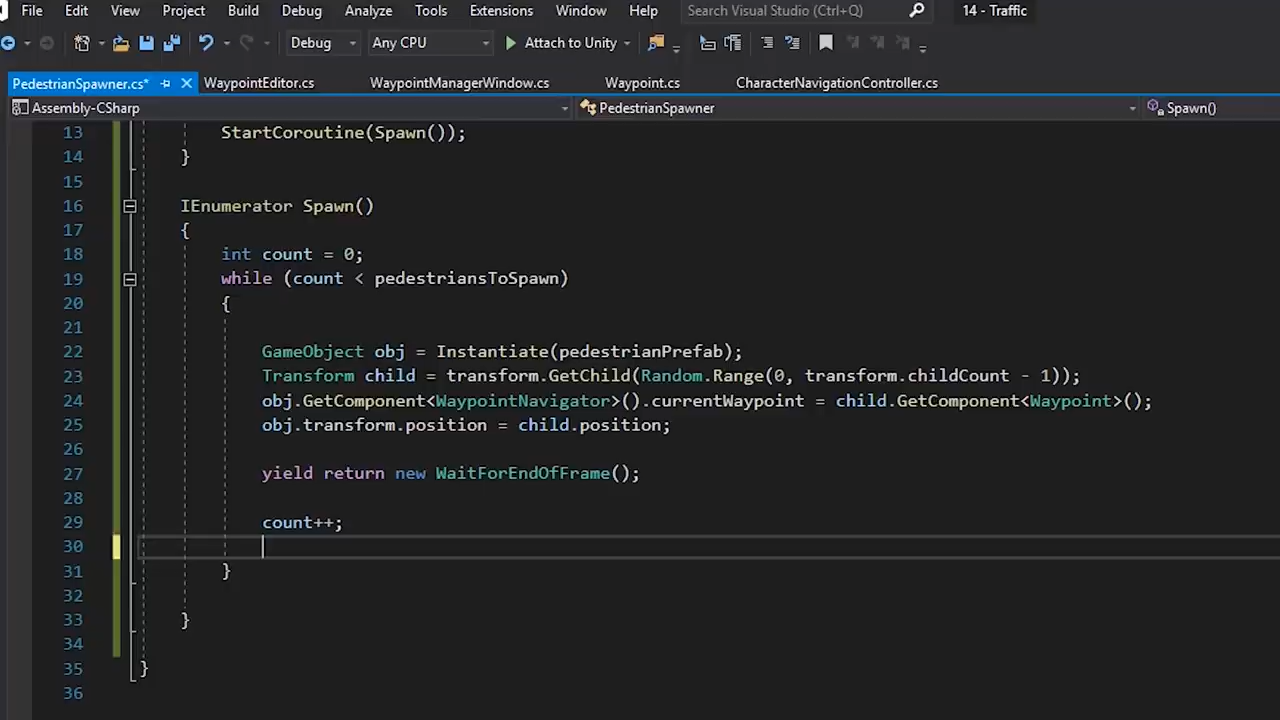 File Edit View Project Build Debug Analyze Tools Extensions Window Help Search Visual Studio (Ctrl+Q) 14 - Traffic
Debug Any CPU Attach to Unity
PedestrianSpawner.cs* WaypointEditor.cs WaypointManagerWindow.cs Waypoint.cs CharacterNavigationController.cs
Assembly-CSharp PedestrianSpawner Spawn()
13 StartCoroutine(Spawn());
14 }
15
16 IEnumerator Spawn()
17 {
18 int count = 0;
19 while (count < pedestriansToSpawn)
20 {
21
22 GameObject obj = Instantiate(pedestrianPrefab);
23 Transform child = transform.GetChild(Random.Range(0, transform.childCount - 1));
24 obj.GetComponent<WaypointNavigator>().currentWaypoint = child.GetComponent<Waypoint>();
25 obj.transform.position = child.position;
26
27 yield return new WaitForEndOfFrame();
28
29 count++;
30
31 }
32
33 }
34
35 }
36